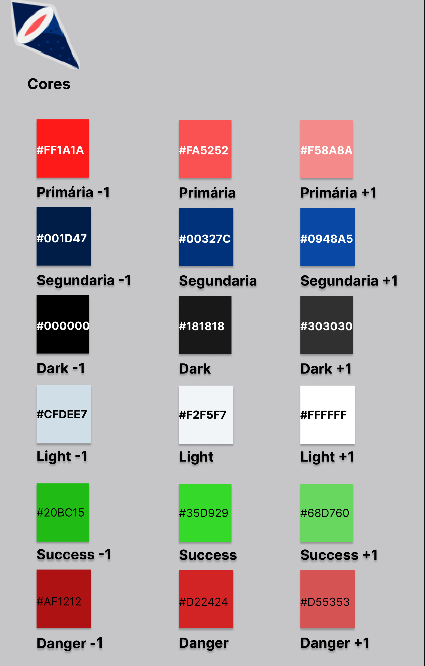 Cores
#FF1A1A #FA5252 #F58A8A
Primária -1 Primária Primária +1
#001D47 #00327C #0948A5
Segundaria -1 Segundaria Segundaria +1
#000000 #181818 #303030
Dark -1 Dark Dark +1
#CFDEE7 #F2F5F7 #FFFFFF
Light -1 Light Light +1
#20BC15 #35D929 #68D760
Success -1 Success Success +1
#AF1212 #D22424 #D55353
Danger -1 Danger Danger +1